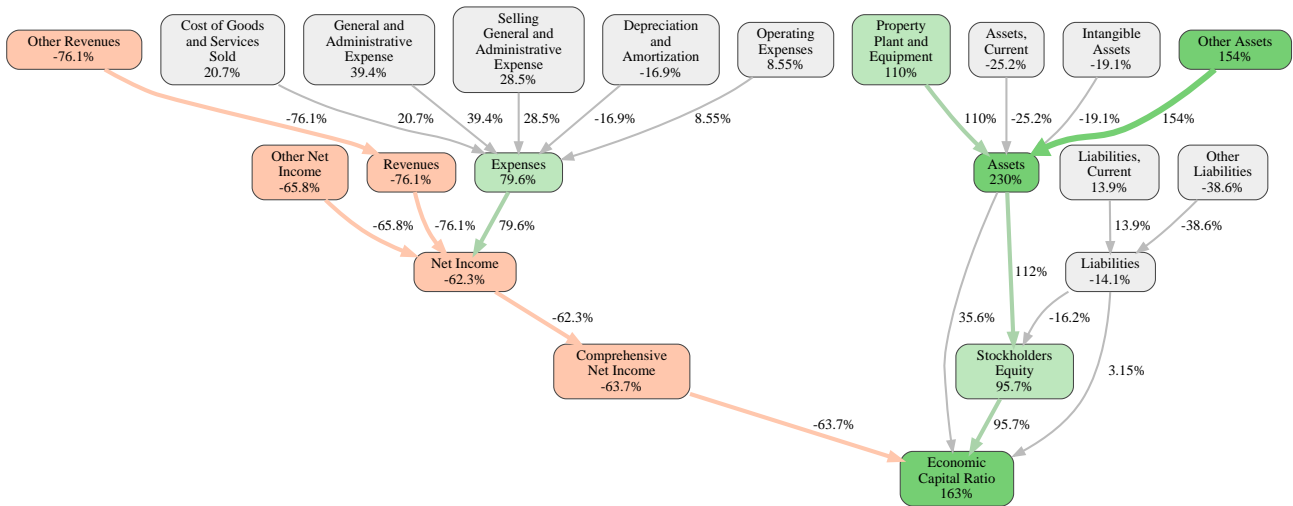 Other Revenues
-76.1%
Cost of Goods
and Services
Sold
20.7%
General and
Administrative
Expense
39.4%
Selling
General and
Administrative
Expense
28.5%
Depreciation
and
Amortization
-16.9%
Operating
Expenses
8.55%
Property
Plant and
Equipment
110%
Assets,
Current
-25.2%
Intangible
Assets
-19.1%
Other Assets
154%
-76.1%
20.7%
39.4%
28.5%
-16.9%
8.55%
110%
-25.2%
-19.1%
154%
Other Net
Income
-65.8%
Revenues
-76.1%
Expenses
79.6%
Assets
230%
Liabilities,
Current
13.9%
Other
Liabilities
-38.6%
-65.8%
-76.1%
79.6%
13.9%
-38.6%
Net Income
-62.3%
112%
Liabilities
-14.1%
-62.3%
35.6%
-16.2%
Comprehensive
Net Income
-63.7%
Stockholders
Equity
95.7%
3.15%
-63.7%
95.7%
Economic
Capital Ratio
163%